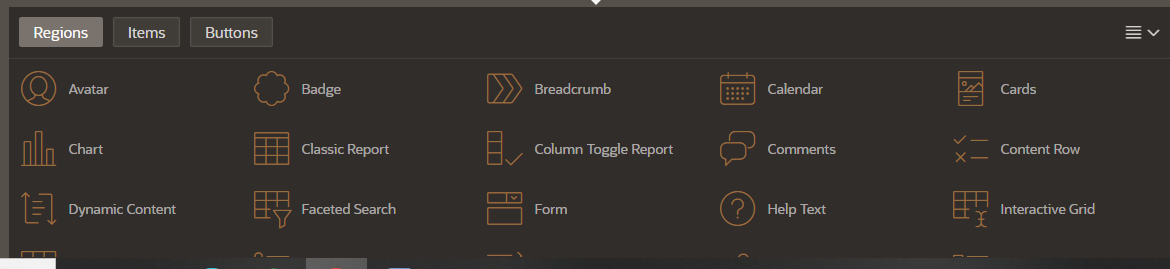 Regions Items Buttons
Avatar Badge Breadcrumb Calendar Cards
Chart Classic Report Column Toggle Report Comments Content Row
Dynamic Content Faceted Search Form Help Text Interactive Grid